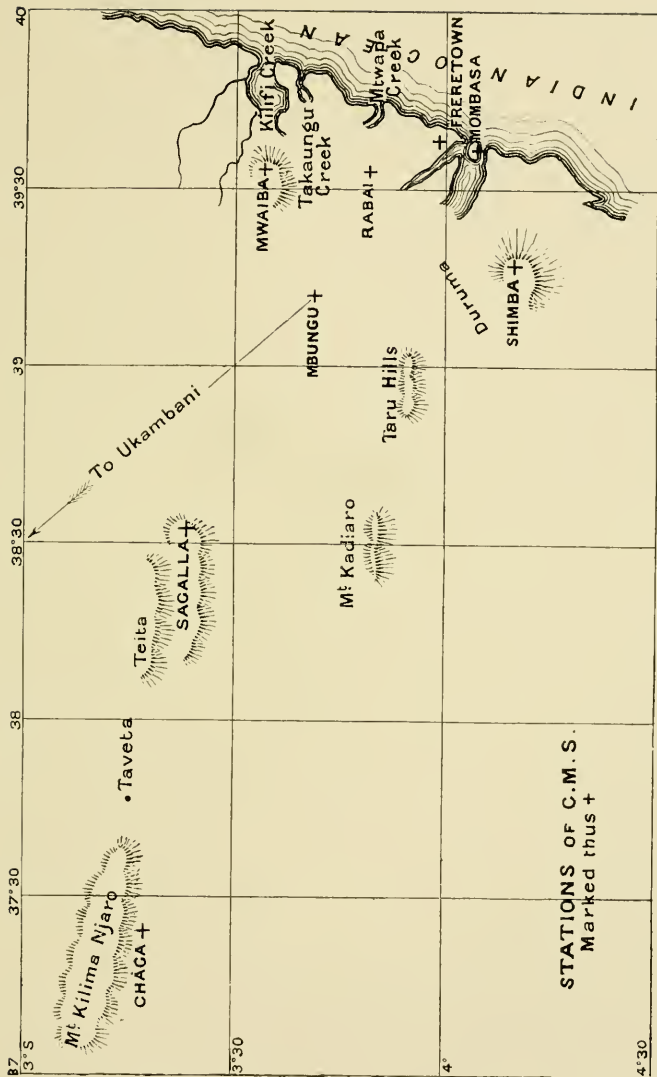 37
37°30
38
38°30
39
39°30
40
3° S
3°30
4°
4°30
Mt Kilima Njaro
CHAGA +
Taveta
Teita
SAGALLA +
To Ukambani
Mt Kadiaro
Taru Hills
MBUNGU +
MWAIBA +
Kilifi Creek
Takaungu
Creek
Mtwapa
Creek
RABAI +
FRERETOWN
MOMBASA
Duruma
SHIMBA +
INDIAN OCEAN
STATIONS OF C.M.S.
Marked thus +